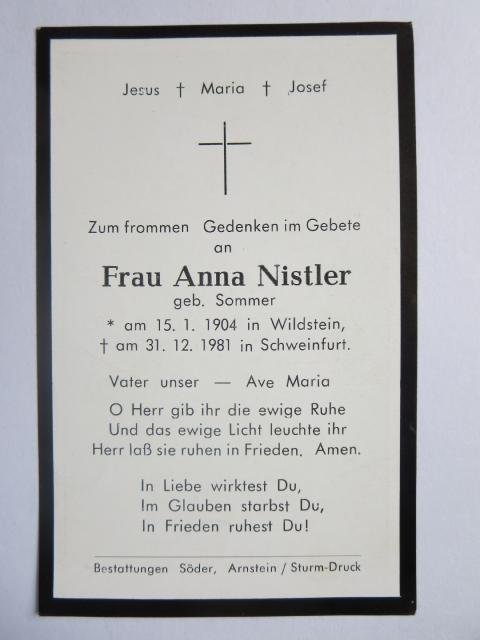 Jesus † Maria † Josef
Zum frommen Gedenken im Gebete
an
Frau Anna Nistler
geb. Sommer
* am 15. 1. 1904 in Wildstein,
† am 31. 12. 1981 in Schweinfurt.
Vater unser — Ave Maria
O Herr gib ihr die ewige Ruhe
Und das ewige Licht leuchte ihr
Herr laß sie ruhen in Frieden. Amen.
In Liebe wirktest Du,
Im Glauben starbst Du,
In Frieden ruhest Du!
Bestattungen Söder, Arnstein / Sturm-Druck